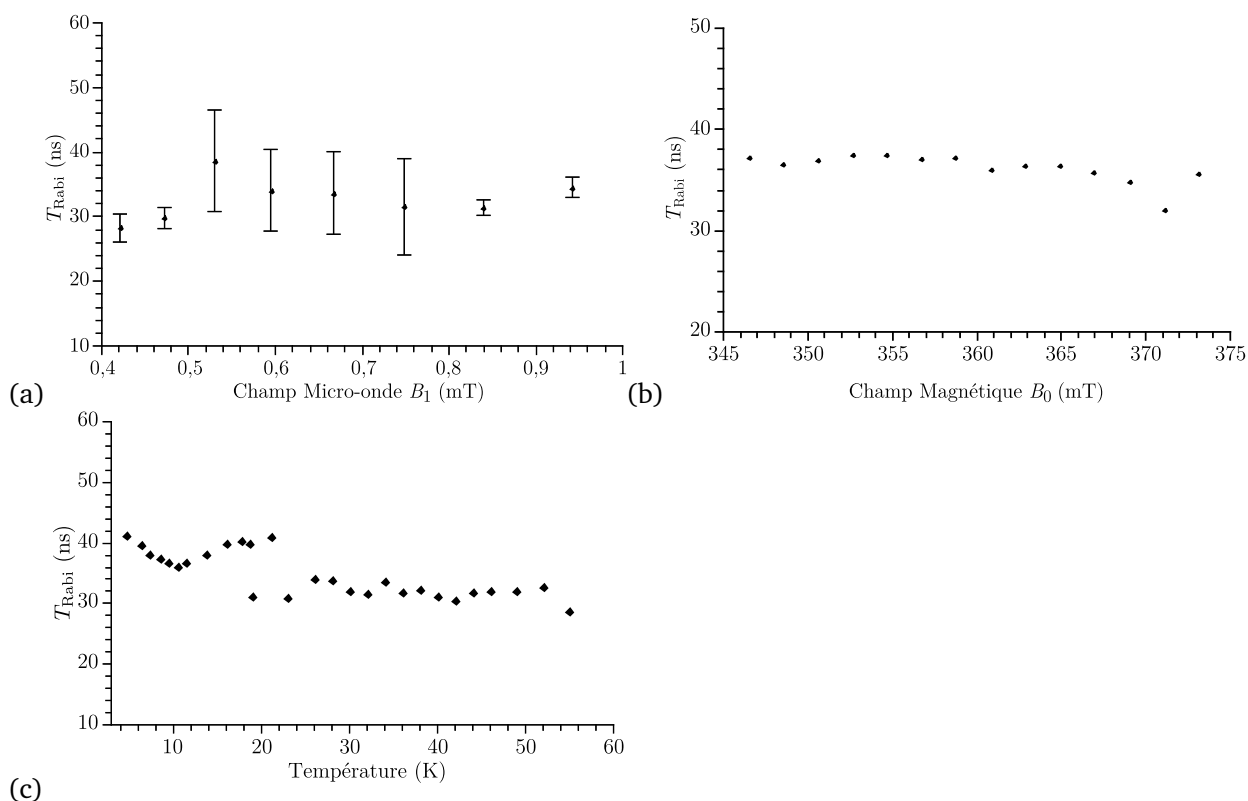 60
50
40
30
20
10
T_Rabi (ns)
0,4 0,5 0,6 0,7 0,8 0,9 1
Champ Micro-onde B_1 (mT)
(a)
50
40
30
20
T_Rabi (ns)
345 350 355 360 365 370 375
Champ Magnétique B_0 (mT)
(b)
60
50
40
30
20
10
T_Rabi (ns)
10 20 30 40 50 60
Température (K)
(c)